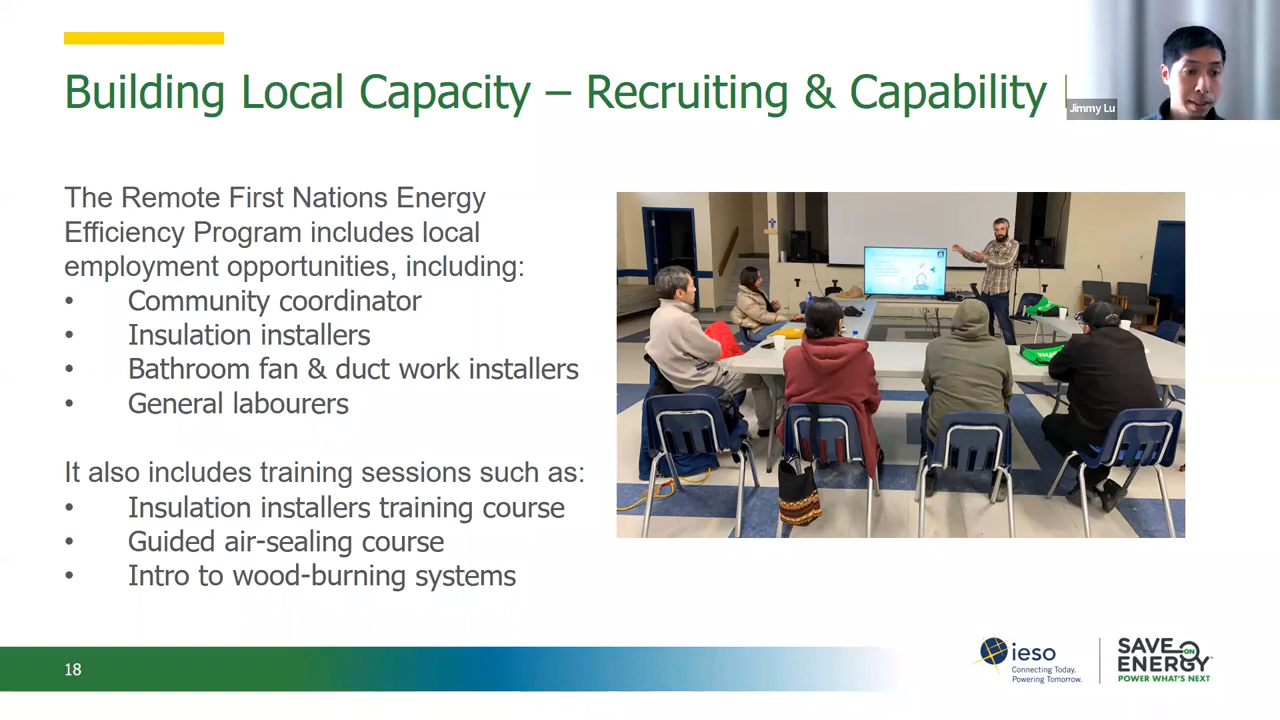 Building Local Capacity – Recruiting & Capability
Jimmy Lu
The Remote First Nations Energy
Efficiency Program includes local
employment opportunities, including:
• Community coordinator
• Insulation installers
• Bathroom fan & duct work installers
• General labourers
It also includes training sessions such as:
• Insulation installers training course
• Guided air-sealing course
• Intro to wood-burning systems
18
ieso
Connecting Today.
Powering Tomorrow.
SAVE
ON
ENERGY
POWER WHAT'S NEXT